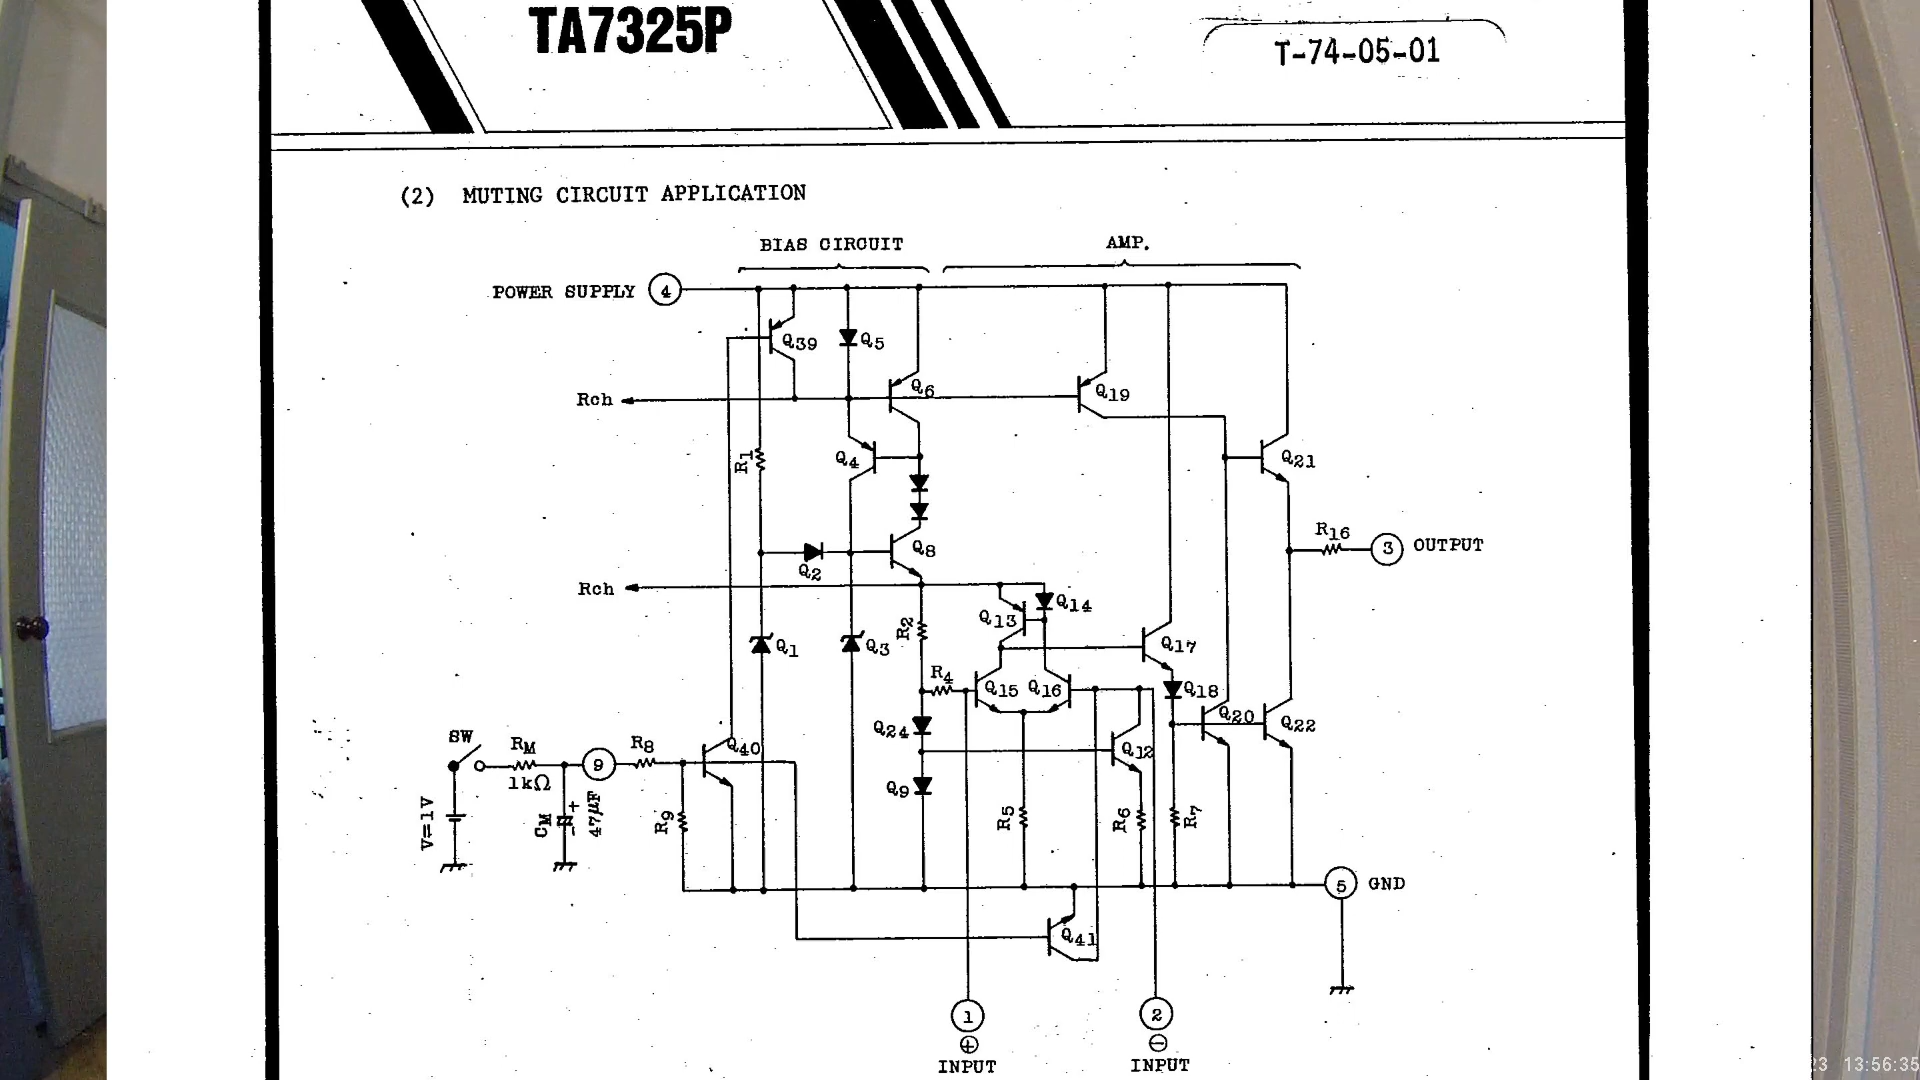 TA7325P
T-74-05-01
(2) MUTING CIRCUIT APPLICATION
BIAS CIRCUIT
AMP.
POWER SUPPLY 4
Q39
Q5
Q6
Q19
Rch
R1
Q4
Q21
R16
3 OUTPUT
Q8
Q2
Rch
Q14
Q13
R2
Q1
Q3
Q17
R4
Q15
Q16
Q18
Q20
Q22
Q24
Q12
SW
RM
1kΩ
9
R8
Q40
Q9
V=1V
CM
+
-
47μF
R9
R5
R6
R7
5 GND
Q41
1
2
+
-
INPUT
INPUT
23 13:56:35